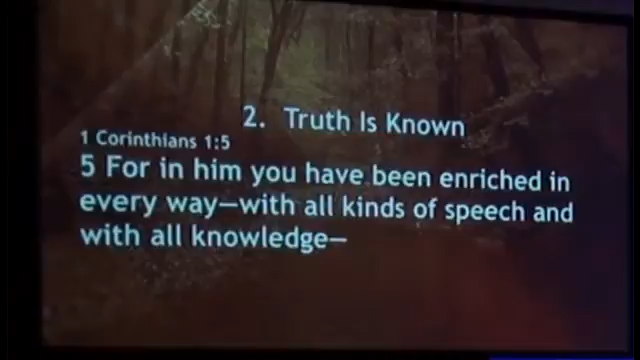 2. Truth Is Known
1 Corinthians 1:5
5 For in him you have been enriched in
every way—with all kinds of speech and
with all knowledge—